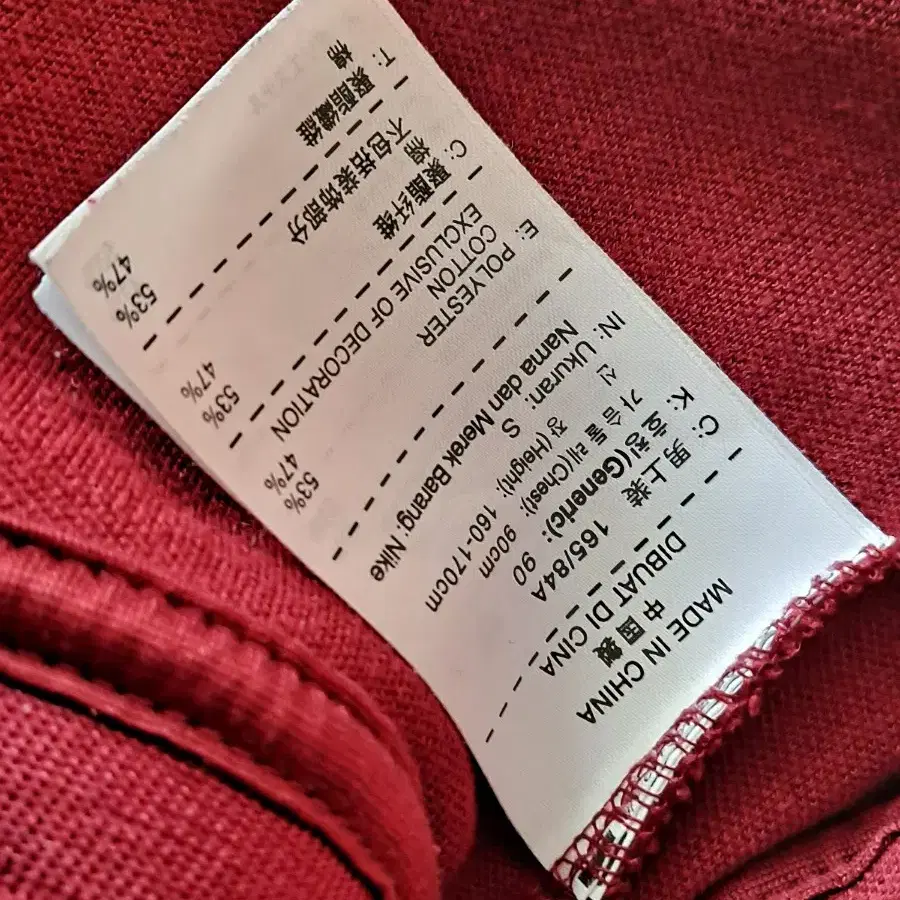 MADE IN CHINA
中國製
DIBUAT DI CINA
C: 男上装 165/84A
K: 호칭(Generic): 90
가슴둘레(Chest): 90cm
신 장(Height): 160-170cm
IN: Ukuran: S
Nama dan Merek Barang: Nike
E: POLYESTER 53%
COTTON 47%
EXCLUSIVE OF DECORATION
C: 聚酯纤维 53%
棉 47%
不包括装饰部分
T: 聚酯纖維 53%
棉 47%